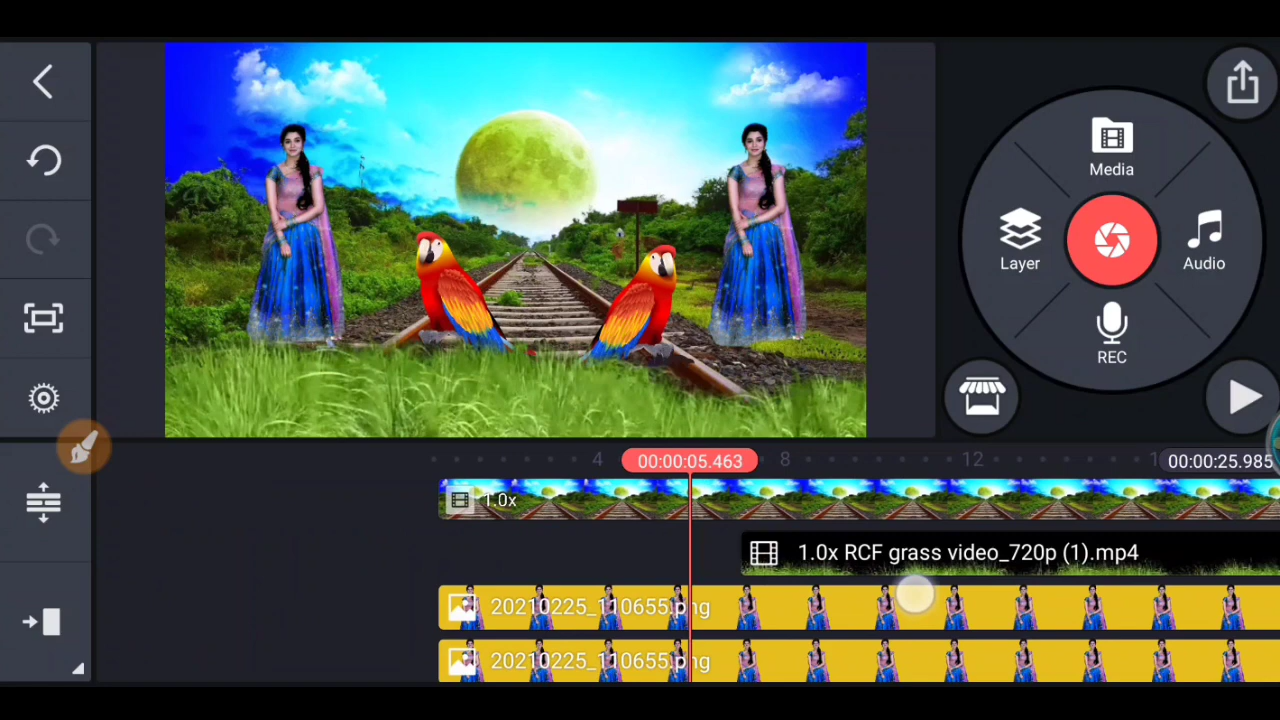 Media
Layer
Audio
REC
4
00:00:05.463
8
12
00:00:25.985
1.0x
1.0x RCF grass video_720p (1).mp4
20210225_110655.png
20210225_110655.png